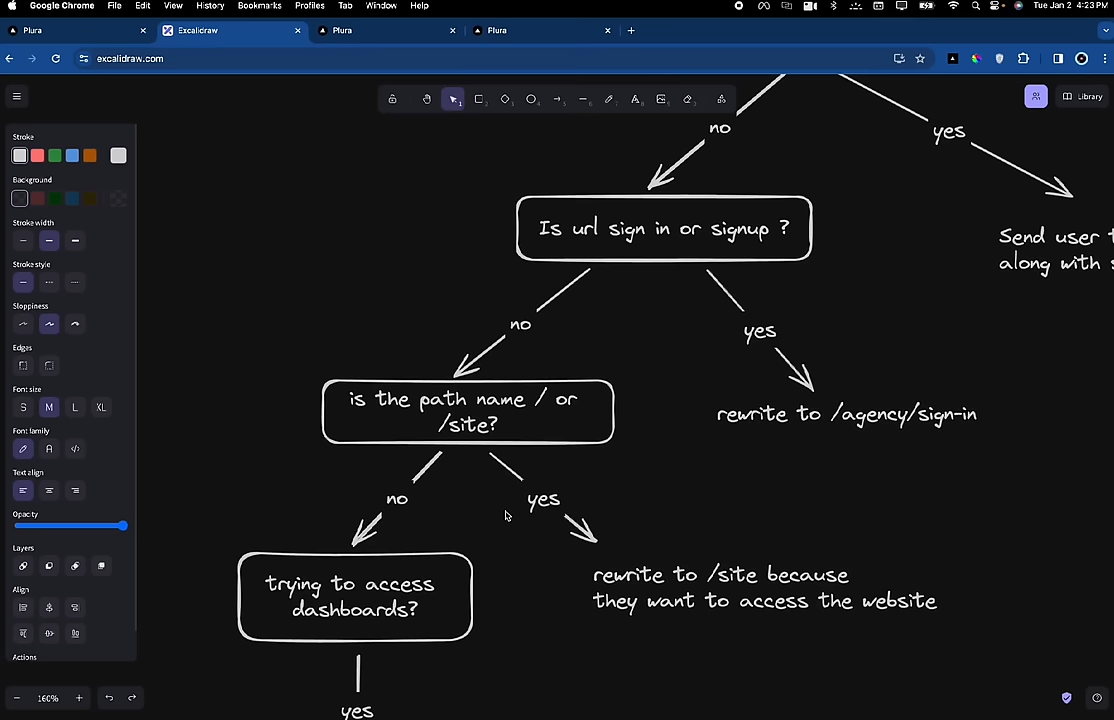 Google Chrome File Edit View History Bookmarks Profiles Tab Window Help Tue Jan 2 4:23 PM
Plura Excalidraw Plura Plura
excalidraw.com
Library
Stroke
Background
Stroke width
Stroke style
Sloppiness
Edges
Font size
S M L XL
Font family
Text align
Opacity
Layers
Align
Actions
160%
no
yes
Is url sign in or signup ?
Send user
along with
no
yes
is the path name / or
/site?
rewrite to /agency/sign-in
no
yes
trying to access
dashboards?
rewrite to /site because
they want to access the website
yes